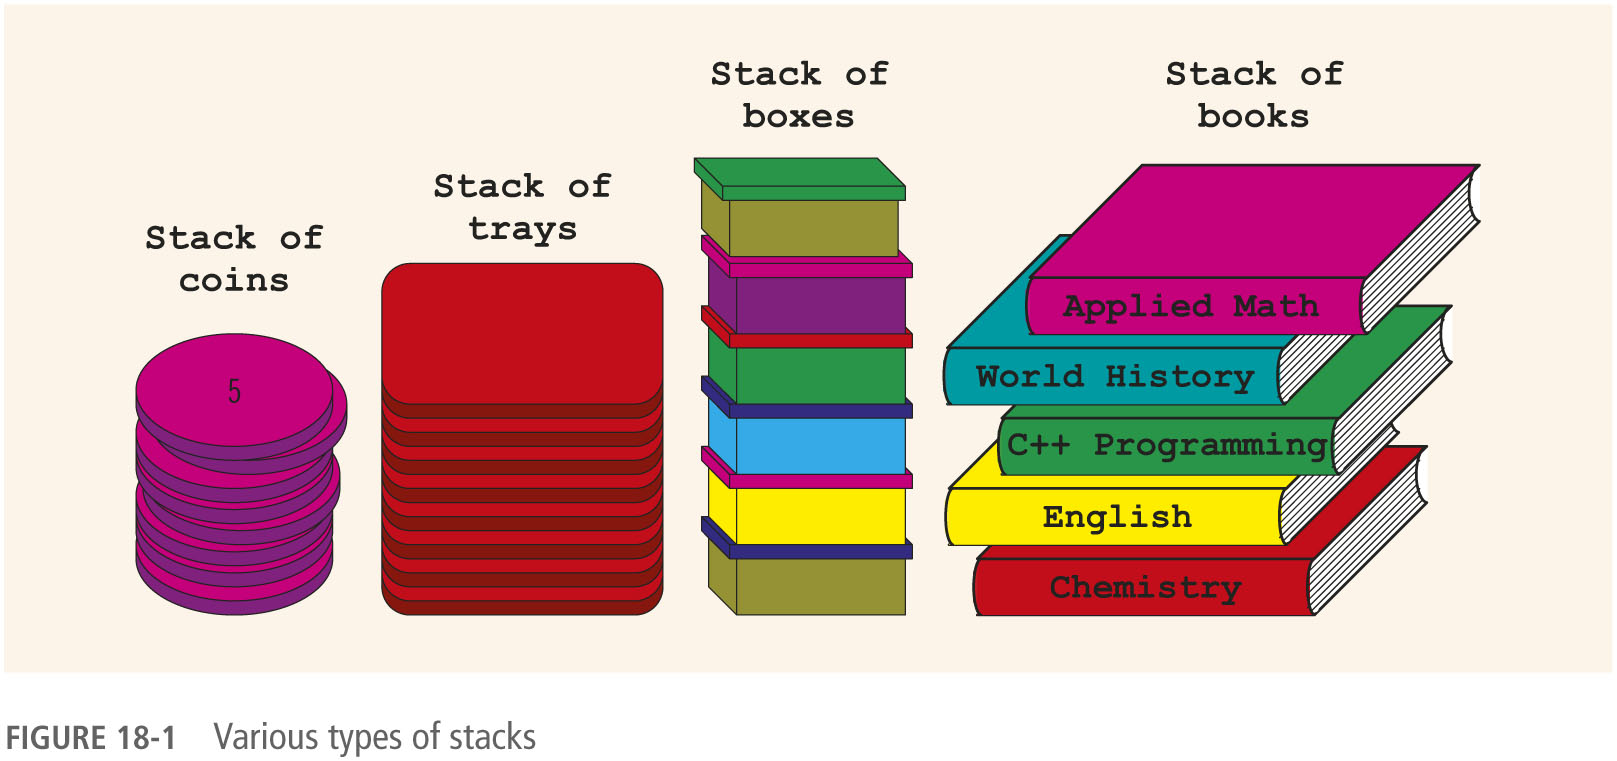 Stack of
coins
Stack of
trays
Stack of
boxes
Stack of
books
5
Applied Math
World History
C++ Programming
English
Chemistry
FIGURE 18-1 Various types of stacks